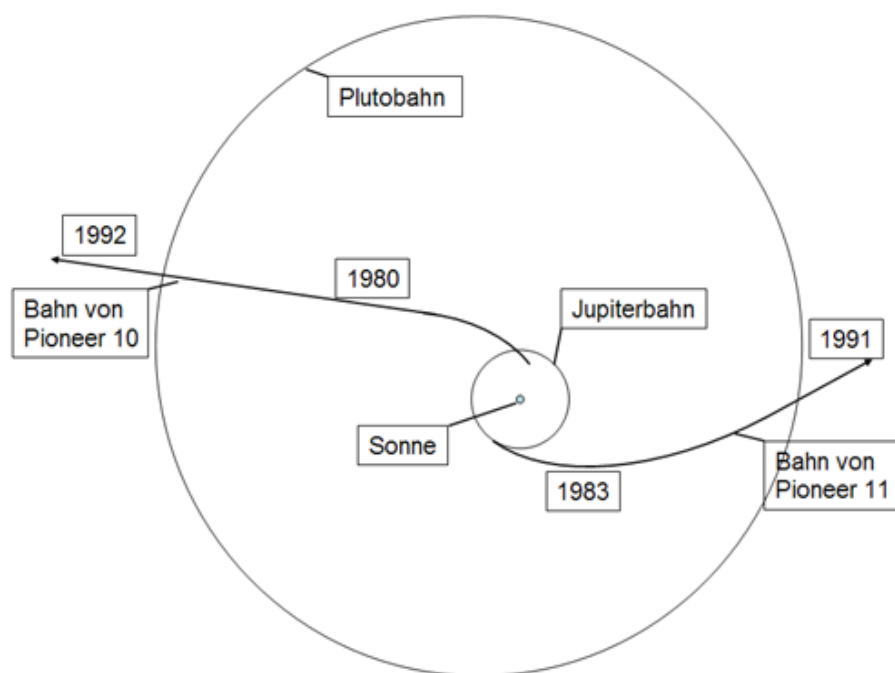 Plutobahn
1992
1980
Bahn von
Pioneer 10
Jupiterbahn
1991
Sonne
Bahn von
Pioneer 11
1983